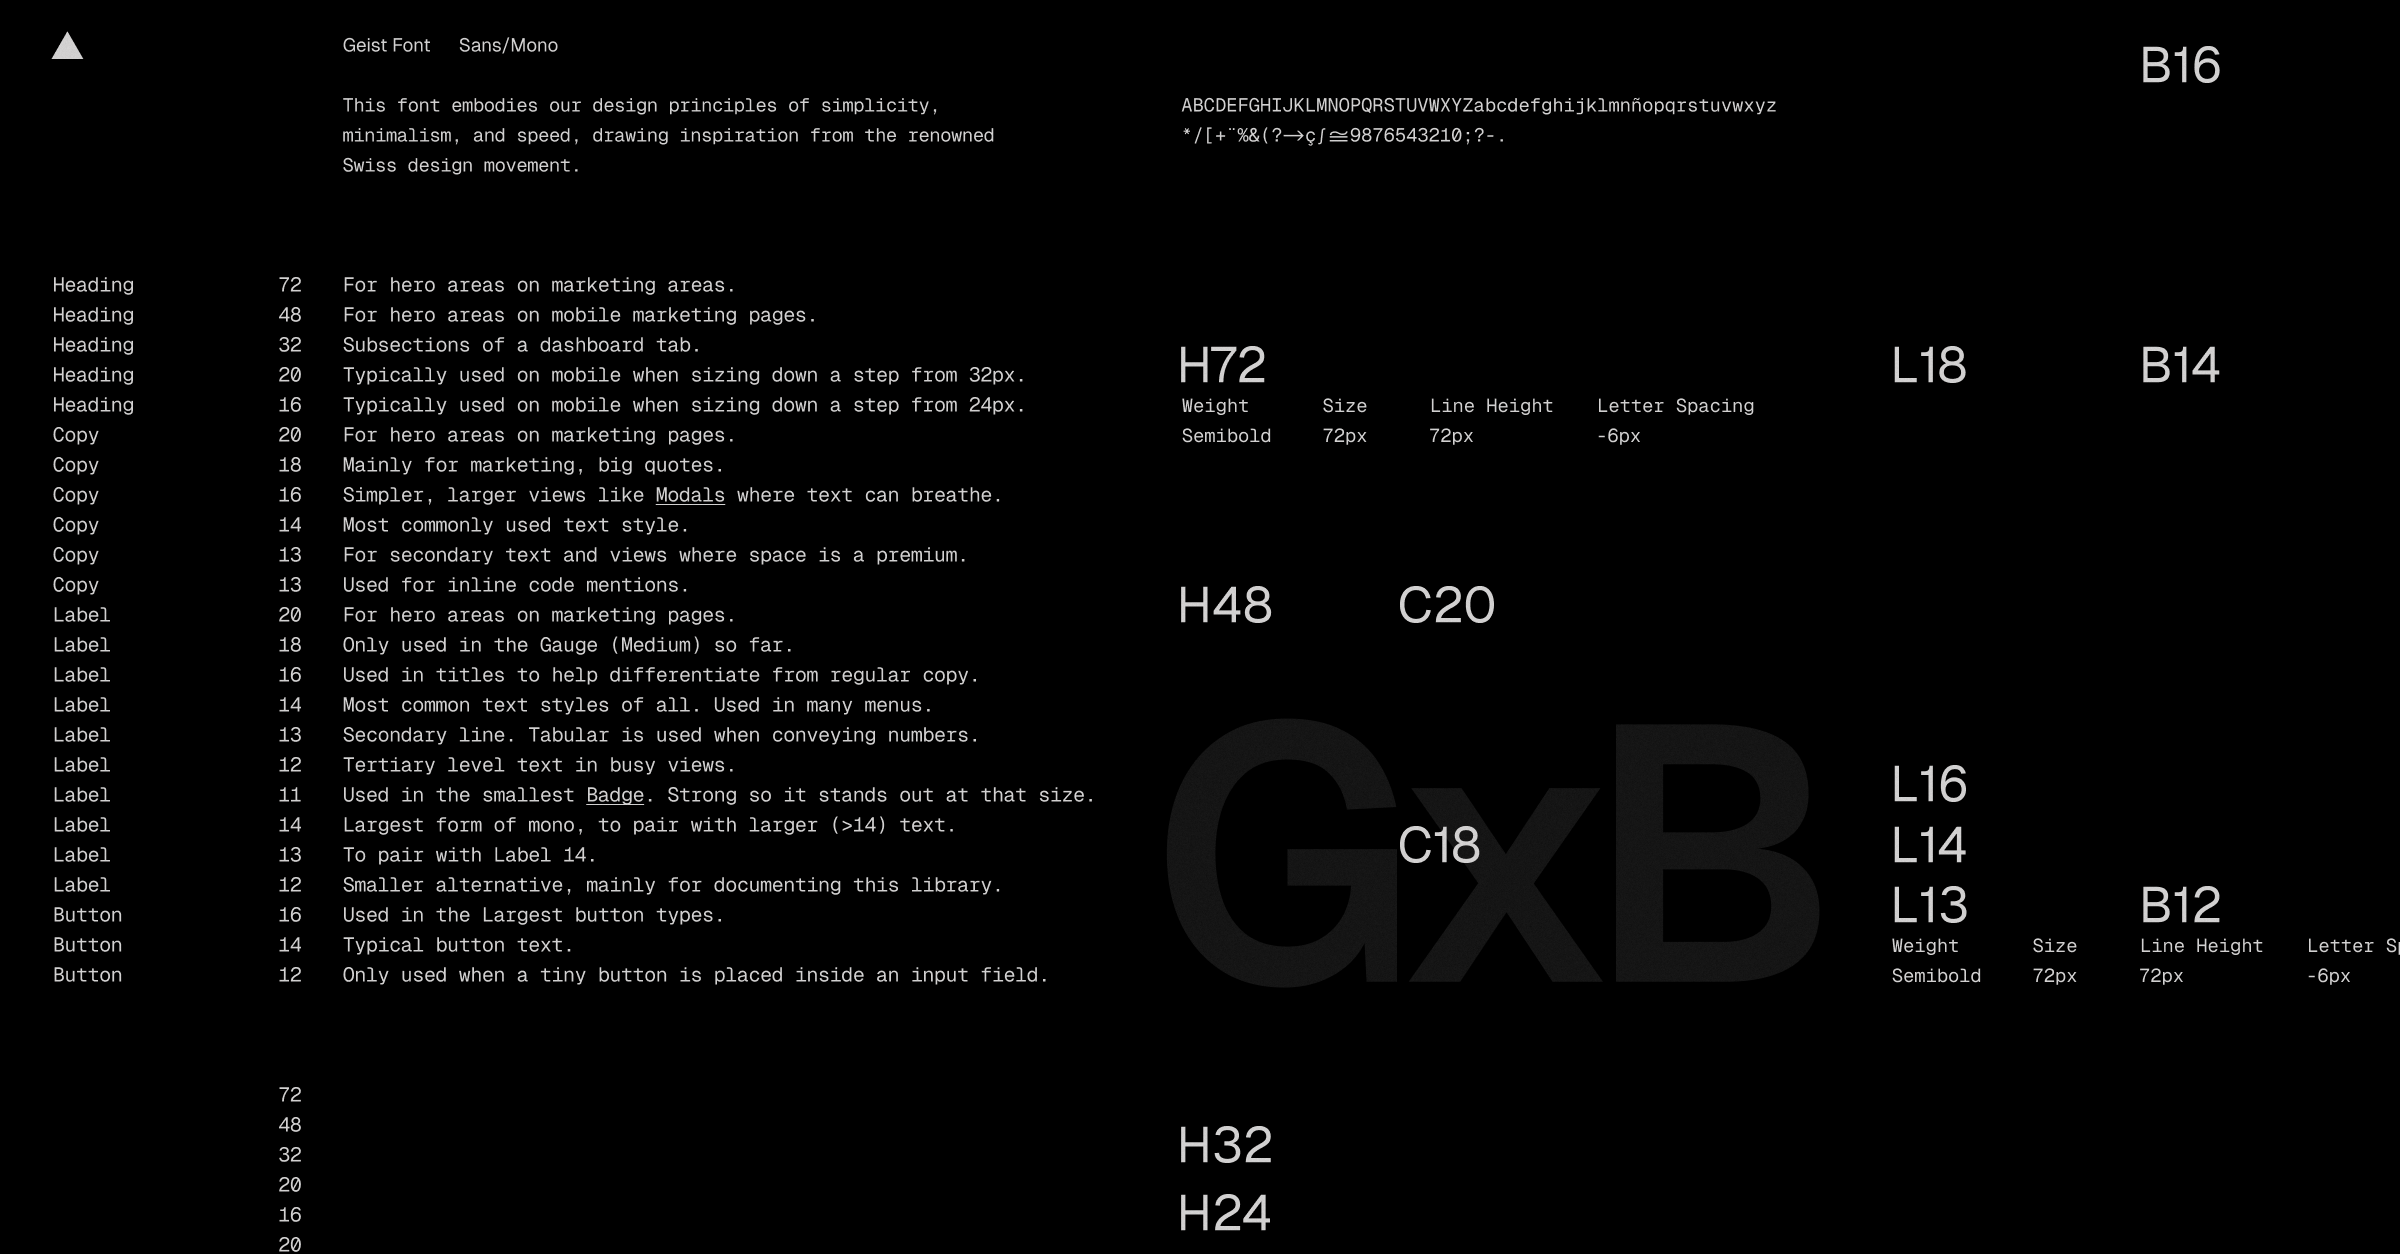 Geist Font Sans/Mono
This font embodies our design principles of simplicity,
minimalism, and speed, drawing inspiration from the renowned
Swiss design movement.
ABCDEFGHIJKLMNOPQRSTUVWXYZabcdefghijklmnñopqrstuvwxyz
*/[+¨%&(?→ç∫≅9876543210;?-.
B16
Heading 72 For hero areas on marketing areas.
Heading 48 For hero areas on mobile marketing pages.
Heading 32 Subsections of a dashboard tab.
Heading 20 Typically used on mobile when sizing down a step from 32px.
Heading 16 Typically used on mobile when sizing down a step from 24px.
Copy 20 For hero areas on marketing pages.
Copy 18 Mainly for marketing, big quotes.
Copy 16 Simpler, larger views like Modals where text can breathe.
Copy 14 Most commonly used text style.
Copy 13 For secondary text and views where space is a premium.
Copy 13 Used for inline code mentions.
Label 20 For hero areas on marketing pages.
Label 18 Only used in the Gauge (Medium) so far.
Label 16 Used in titles to help differentiate from regular copy.
Label 14 Most common text styles of all. Used in many menus.
Label 13 Secondary line. Tabular is used when conveying numbers.
Label 12 Tertiary level text in busy views.
Label 11 Used in the smallest Badge. Strong so it stands out at that size.
Label 14 Largest form of mono, to pair with larger (>14) text.
Label 13 To pair with Label 14.
Label 12 Smaller alternative, mainly for documenting this library.
Button 16 Used in the Largest button types.
Button 14 Typical button text.
Button 12 Only used when a tiny button is placed inside an input field.
72
48
32
20
16
20
H72
Weight Size Line Height Letter Spacing
Semibold 72px 72px -6px
L18 B14
H48 C20
GxB
C18
L16
L14
L13 B12
Weight Size Line Height Letter Sp
Semibold 72px 72px -6px
H32
H24